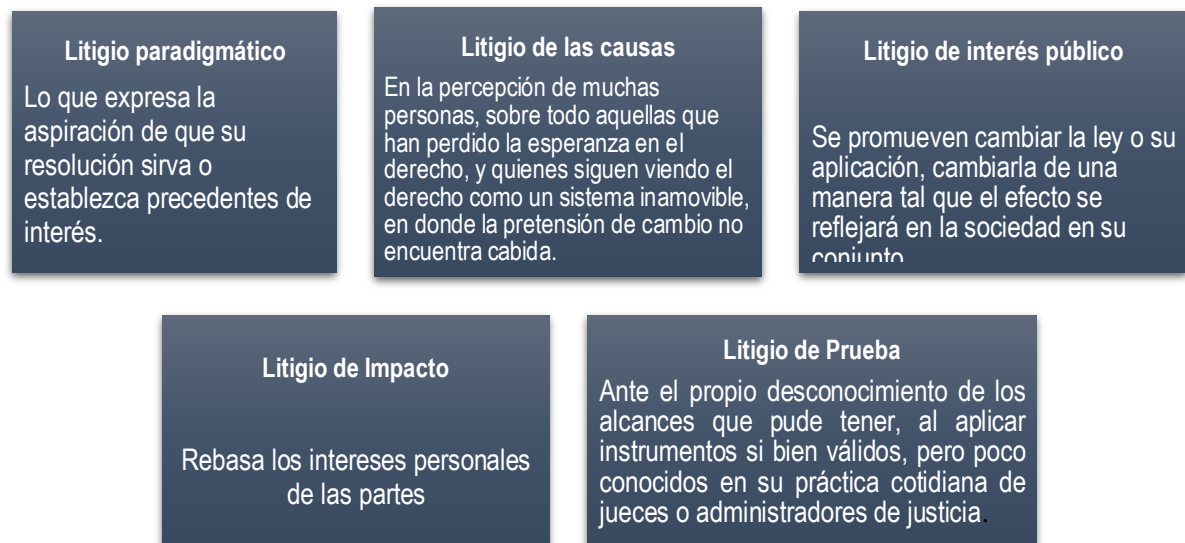 Litigio paradigmático
Lo que expresa la
aspiración de que su
resolución sirva o
establezca precedentes de
interés.
Litigio de las causas
En la percepción de muchas
personas, sobre todo aquellas que
han perdido la esperanza en el
derecho, y quienes siguen viendo el
derecho como un sistema inamovible,
en donde la pretensión de cambio no
encuentra cabida.
Litigio de interés público
Se promueven cambiar la ley o su
aplicación, cambiarla de una
manera tal que el efecto se
reflejará en la sociedad en su
conjunto
Litigio de Impacto
Rebasa los intereses personales
de las partes
Litigio de Prueba
Ante el propio desconocimiento de los
alcances que pude tener, al aplicar
instrumentos si bien válidos, pero poco
conocidos en su práctica cotidiana de
jueces o administradores de justicia.